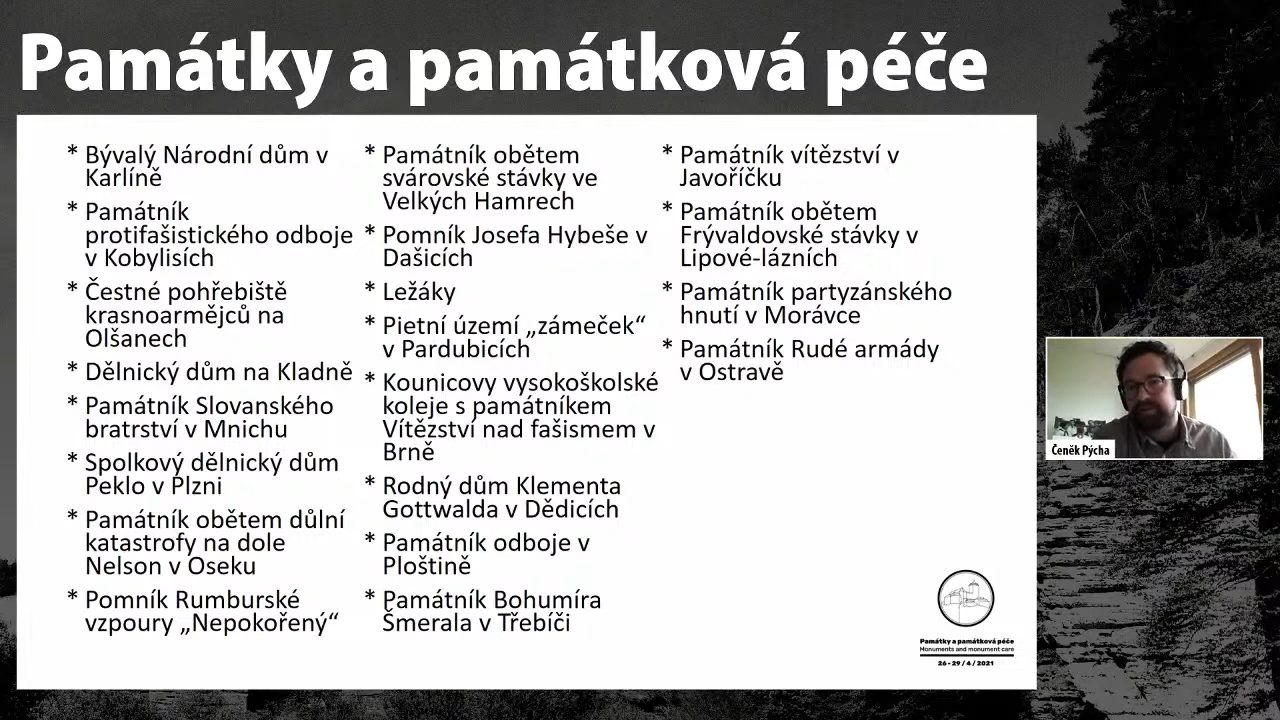 Památky a památková péče
* Bývalý Národní dům v
Karlíně
* Památník
protifašistického odboje
v Kobylisích
* Čestné pohřebiště
krasnoarmějců na
Olšanech
* Dělnický dům na Kladně
* Památník Slovanského
bratrství v Mnichu
* Spolkový dělnický dům
Peklo v Plzni
* Památník obětem důlní
katastrofy na dole
Nelson v Oseku
* Pomník Rumburské
vzpoury „Nepokořený“
* Památník obětem
svárovské stávky ve
Velkých Hamrech
* Pomník Josefa Hybeše v
Dašicích
* Ležáky
* Pietní území „zámeček“
v Pardubicích
* Kounicovy vysokoškolské
koleje s památníkem
Vítězství nad fašismem v
Brně
* Rodný dům Klementa
Gottwalda v Dědicích
* Památník odboje v
Ploštině
* Památník Bohumíra
Šmerala v Třebíči
* Památník vítězství v
Javoříčku
* Památník obětem
Frývaldovské stávky v
Lipové-lázních
* Památník partyzánského
hnutí v Morávce
* Památník Rudé armády
v Ostravě
Čeněk Pýcha
Památky a památková péče
Monuments and monument care
26 - 29 / 4 / 2021